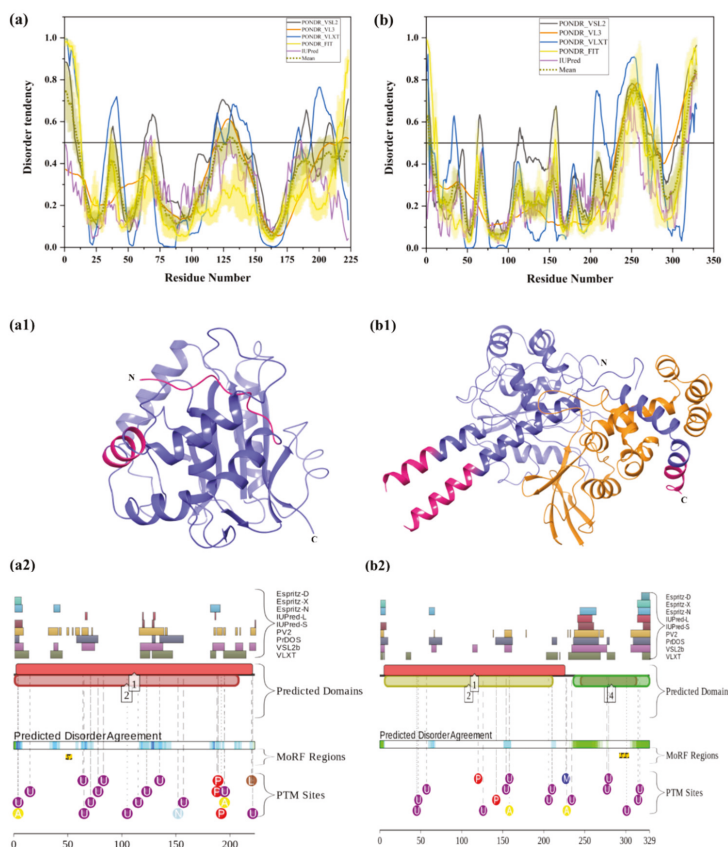 (a)
PONDR_VSL2
PONDR_VL3
PONDR_VLXT
PONDR_FIT
IUPred
Mean
Disorder tendency
1.0
0.8
0.6
0.4
0.2
0.0
0 25 50 75 100 125 150 175 200 225
Residue Number
(b)
PONDR_VSL2
PONDR_VL3
PONDR_VLXT
PONDR_FIT
IUPred
Mean
Disorder tendency
1.0
0.8
0.6
0.4
0.2
0.0
0 50 100 150 200 250 300 350
Residue Number
(a1)
N
C
(b1)
N
C
(a2)
Espritz-D
Espritz-X
Espritz-N
IUPred-L
IUPred-S
PV2
PrDOS
VSL2b
VLXT
1
2
Predicted Domains
Predicted Disorder Agreement
MoRF Regions
U U U P L
U U U P U
U U U U A
A U U N P U
PTM Sites
0 50 100 150 200
(b2)
Espritz-D
Espritz-X
Espritz-N
IUPred-L
IUPred-S
PV2
PrDOS
VSL2b
VLXT
1
2
4
Predicted Domain
Predicted Disorder Agreement
MoRF Regions
P U M U
U U U U U
U P U U U
U U A A U
PTM Sites
0 50 100 150 200 250 300 329